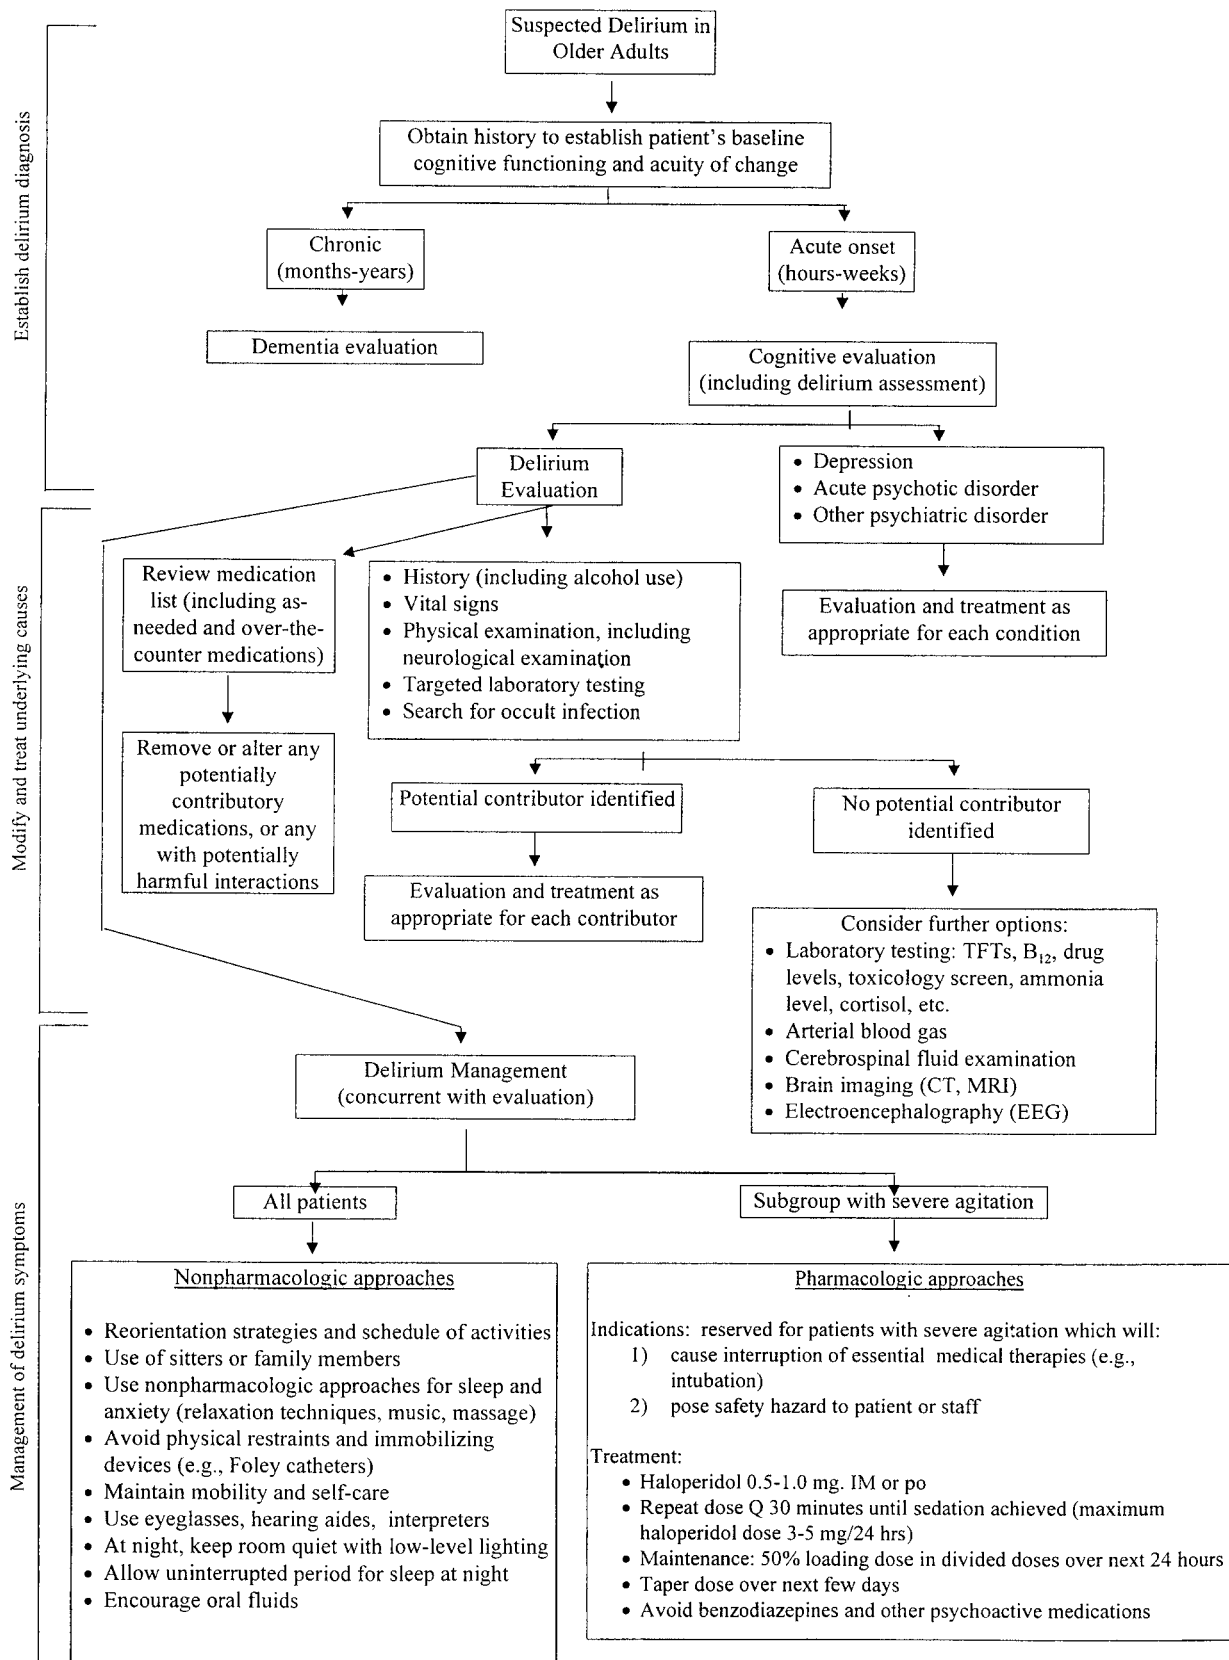 Suspected Delirium in
Older Adults
Establish delirium diagnosis
Obtain history to establish patient's baseline
cognitive functioning and acuity of change
Chronic
(months-years)
Acute onset
(hours-weeks)
Dementia evaluation
Cognitive evaluation
(including delirium assessment)
Delirium
Evaluation
• Depression
• Acute psychotic disorder
• Other psychiatric disorder
Modify and treat underlying causes
Review medication
list (including as-
needed and over-the-
counter medications)
• History (including alcohol use)
• Vital signs
• Physical examination, including
neurological examination
• Targeted laboratory testing
• Search for occult infection
Evaluation and treatment as
appropriate for each condition
Remove or alter any
potentially
contributory
medications, or any
with potentially
harmful interactions
Potential contributor identified
No potential contributor
identified
Evaluation and treatment as
appropriate for each contributor
Consider further options:
• Laboratory testing: TFTs, B₁₂, drug
levels, toxicology screen, ammonia
level, cortisol, etc.
• Arterial blood gas
• Cerebrospinal fluid examination
• Brain imaging (CT, MRI)
• Electroencephalography (EEG)
Management of delirium symptoms
Delirium Management
(concurrent with evaluation)
All patients
Subgroup with severe agitation
Nonpharmacologic approaches
• Reorientation strategies and schedule of activities
• Use of sitters or family members
• Use nonpharmacologic approaches for sleep and
anxiety (relaxation techniques, music, massage)
• Avoid physical restraints and immobilizing
devices (e.g., Foley catheters)
• Maintain mobility and self-care
• Use eyeglasses, hearing aides, interpreters
• At night, keep room quiet with low-level lighting
• Allow uninterrupted period for sleep at night
• Encourage oral fluids
Pharmacologic approaches
Indications: reserved for patients with severe agitation which will:
1) cause interruption of essential medical therapies (e.g.,
intubation)
2) pose safety hazard to patient or staff
Treatment:
• Haloperidol 0.5-1.0 mg. IM or po
• Repeat dose Q 30 minutes until sedation achieved (maximum
haloperidol dose 3-5 mg/24 hrs)
• Maintenance: 50% loading dose in divided doses over next 24 hours
• Taper dose over next few days
• Avoid benzodiazepines and other psychoactive medications